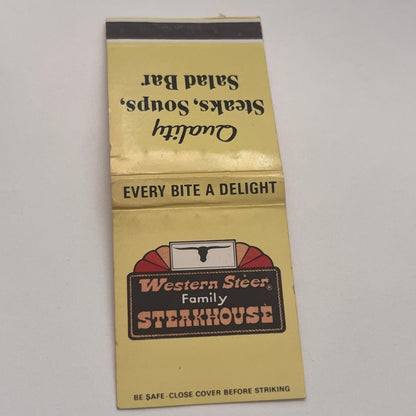 Quality
Steaks, Soups,
Salad Bar
EVERY BITE A DELIGHT
Western Steer®
Family
STEAKHOUSE
BE SAFE-CLOSE COVER BEFORE STRIKING